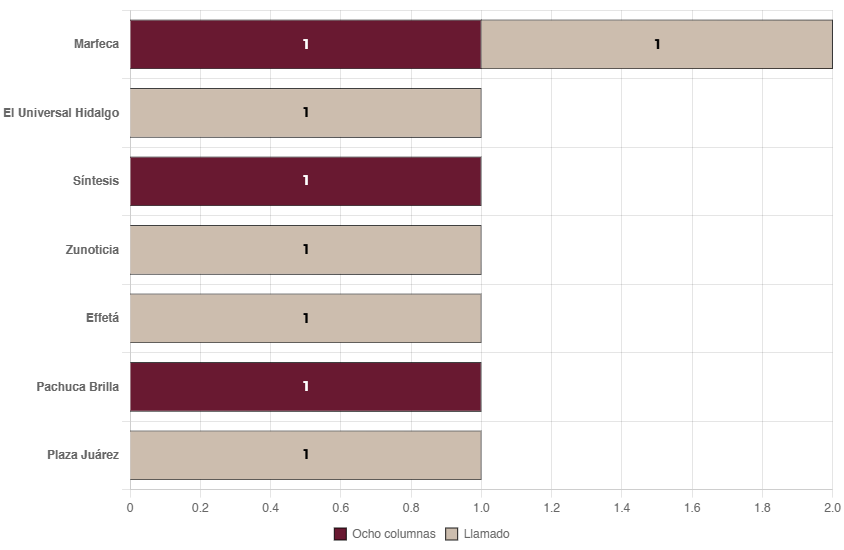 Marfeca 1 1
El Universal Hidalgo 1
Síntesis 1
Zunoticia 1
Effetá 1
Pachuca Brilla 1
Plaza Juárez 1
0 0.2 0.4 0.6 0.8 1.0 1.2 1.4 1.6 1.8 2.0
Ocho columnas Llamado